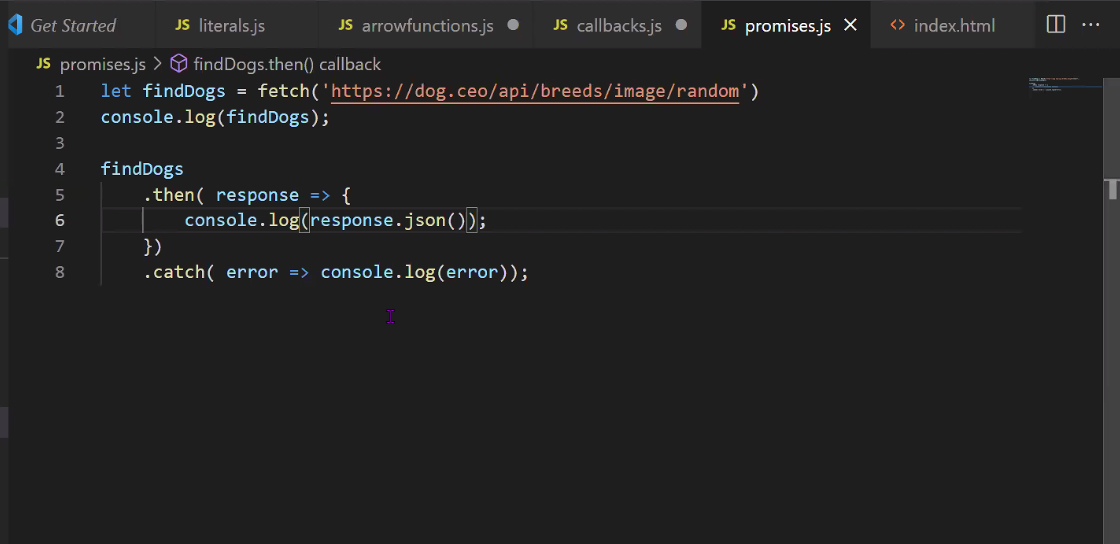 Get Started JS literals.js JS arrowfunctions.js JS callbacks.js JS promises.js <> index.html
JS promises.js > findDogs.then() callback
1 let findDogs = fetch('https://dog.ceo/api/breeds/image/random')
2 console.log(findDogs);
3
4 findDogs
5     .then( response => {
6         console.log(response.json());
7     })
8     .catch( error => console.log(error));